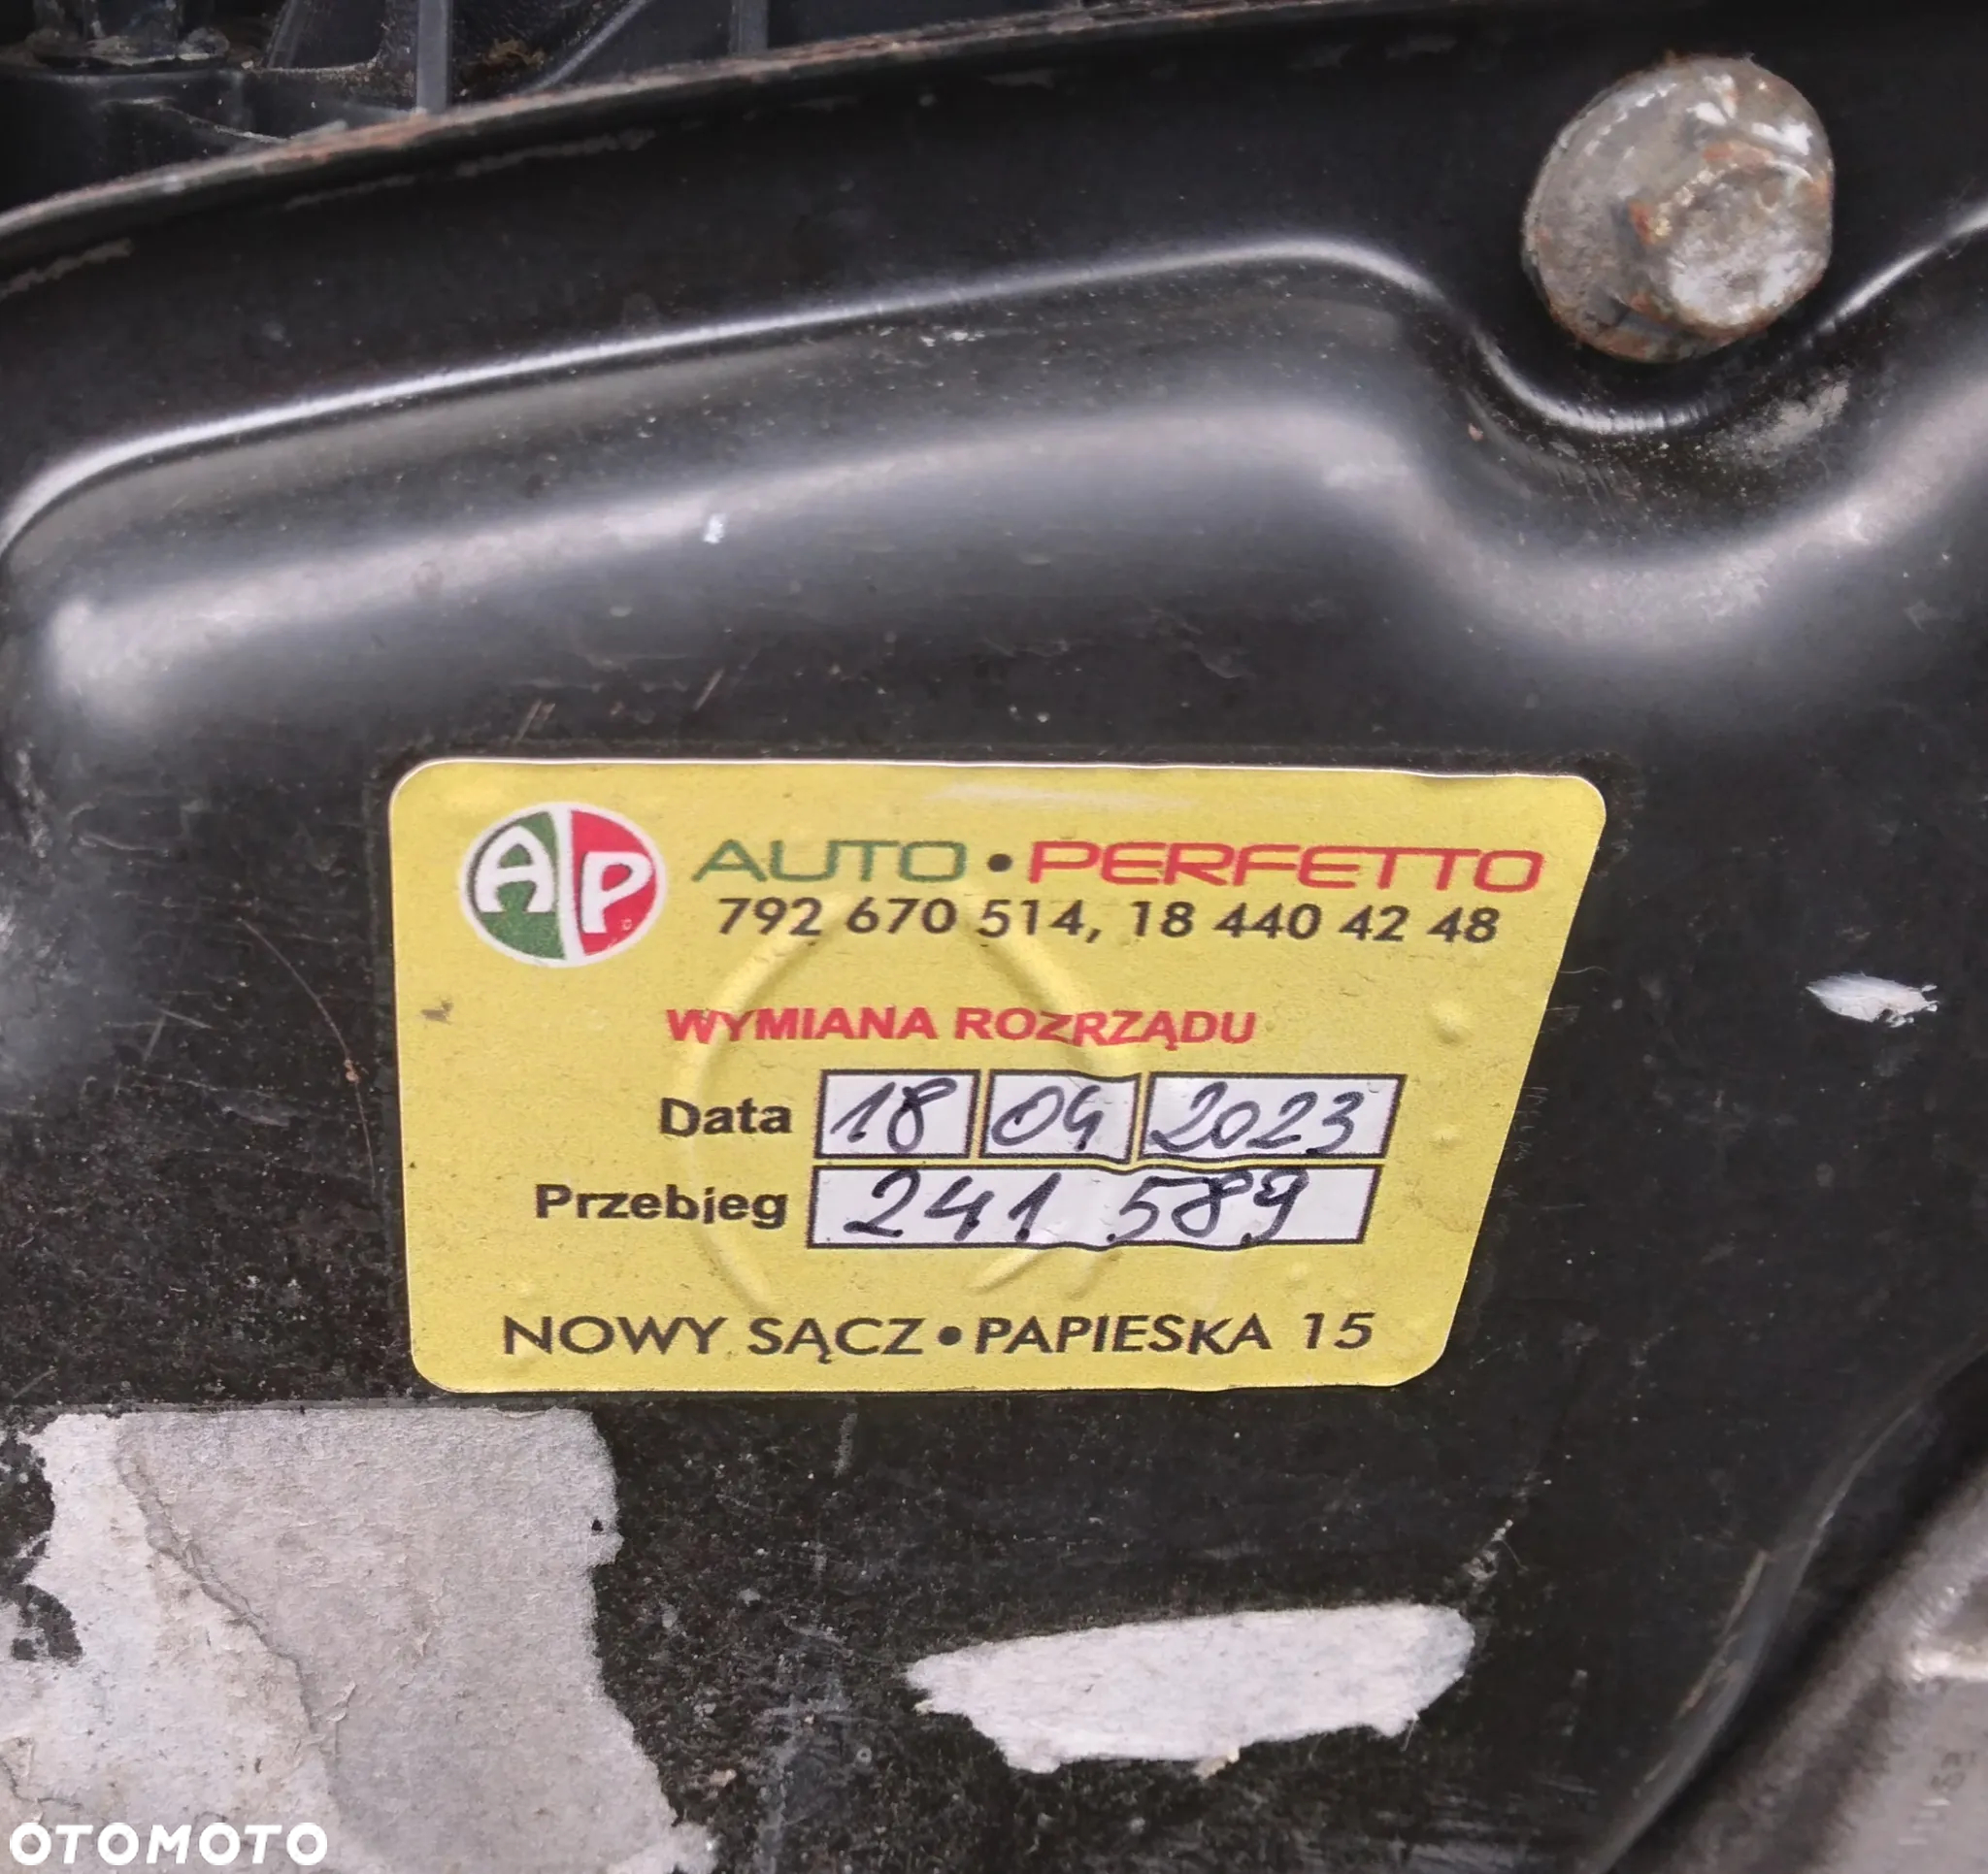 AP AUTO • PERFETTO
792 670 514, 18 440 42 48
WYMIANA ROZRZĄDU
Data 18 04 2023
Przebieg 241 589
NOWY SĄCZ • PAPIESKA 15
OTOMOTO